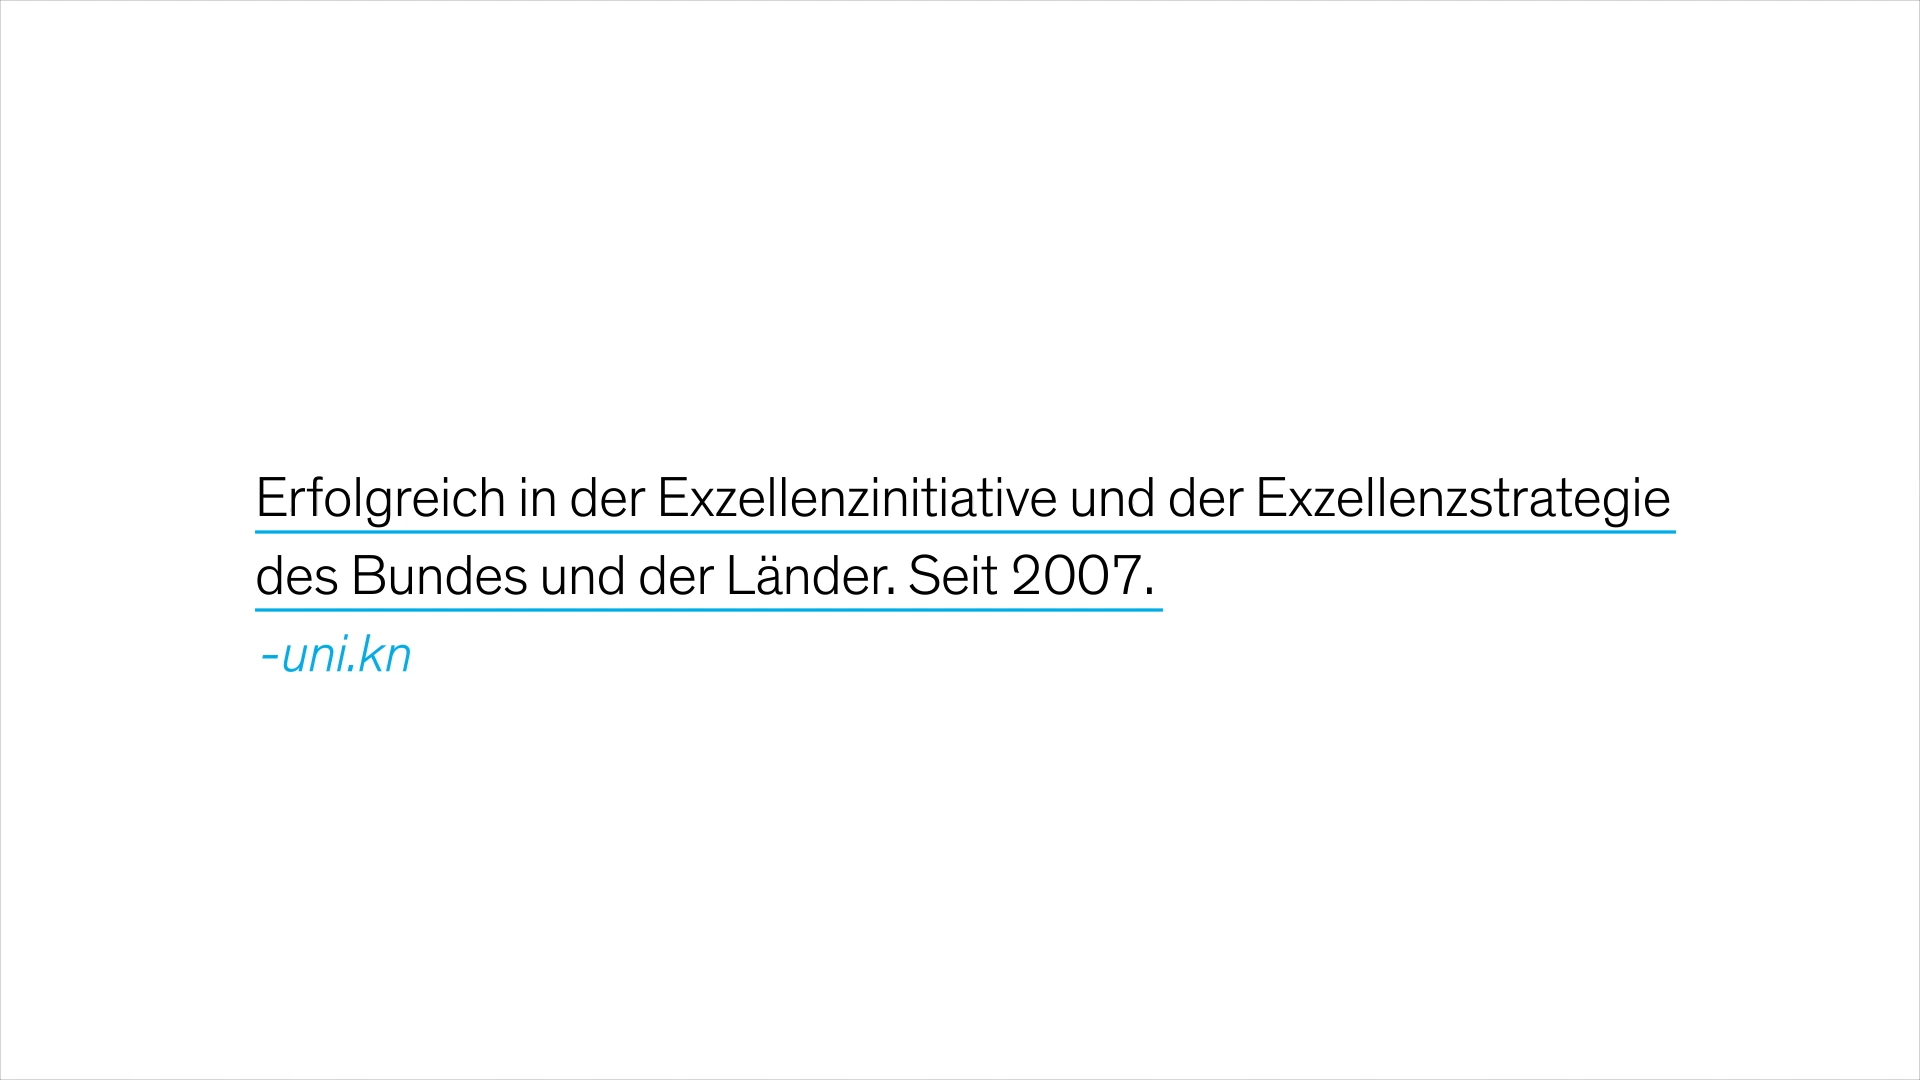 Erfolgreich in der Exzellenzinitiative und der Exzellenzstrategie
des Bundes und der Länder. Seit 2007.
-uni.kn